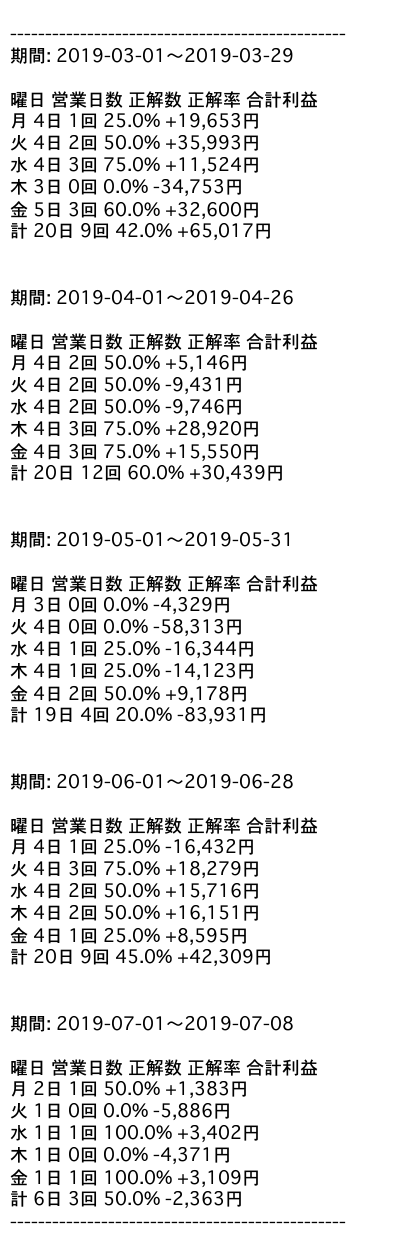 ------------------------------------------------
期間: 2019-03-01〜2019-03-29
曜日 営業日数 正解数 正解率 合計利益
月 4日 1回 25.0% +19,653円
火 4日 2回 50.0% +35,993円
水 4日 3回 75.0% +11,524円
木 3日 0回 0.0% -34,753円
金 5日 3回 60.0% +32,600円
計 20日 9回 42.0% +65,017円
期間: 2019-04-01〜2019-04-26
曜日 営業日数 正解数 正解率 合計利益
月 4日 2回 50.0% +5,146円
火 4日 2回 50.0% -9,431円
水 4日 2回 50.0% -9,746円
木 4日 3回 75.0% +28,920円
金 4日 3回 75.0% +15,550円
計 20日 12回 60.0% +30,439円
期間: 2019-05-01〜2019-05-31
曜日 営業日数 正解数 正解率 合計利益
月 3日 0回 0.0% -4,329円
火 4日 0回 0.0% -58,313円
水 4日 1回 25.0% -16,344円
木 4日 1回 25.0% -14,123円
金 4日 2回 50.0% +9,178円
計 19日 4回 20.0% -83,931円
期間: 2019-06-01〜2019-06-28
曜日 営業日数 正解数 正解率 合計利益
月 4日 1回 25.0% -16,432円
火 4日 3回 75.0% +18,279円
水 4日 2回 50.0% +15,716円
木 4日 2回 50.0% +16,151円
金 4日 1回 25.0% +8,595円
計 20日 9回 45.0% +42,309円
期間: 2019-07-01〜2019-07-08
曜日 営業日数 正解数 正解率 合計利益
月 2日 1回 50.0% +1,383円
火 1日 0回 0.0% -5,886円
水 1日 1回 100.0% +3,402円
木 1日 0回 0.0% -4,371円
金 1日 1回 100.0% +3,109円
計 6日 3回 50.0% -2,363円
------------------------------------------------